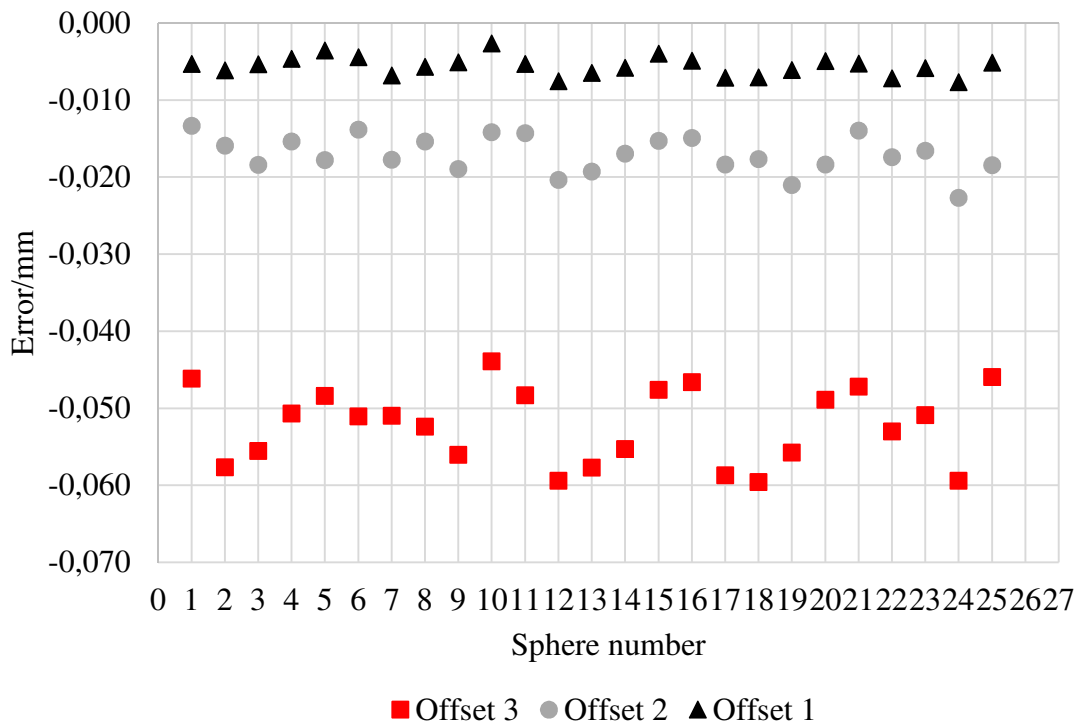 0,000
-0,010
-0,020
-0,030
-0,040
-0,050
-0,060
-0,070
Error/mm
0 1 2 3 4 5 6 7 8 9 10 11 12 13 14 15 16 17 18 19 20 21 22 23 24 25 26 27
Sphere number
Offset 3 Offset 2 Offset 1